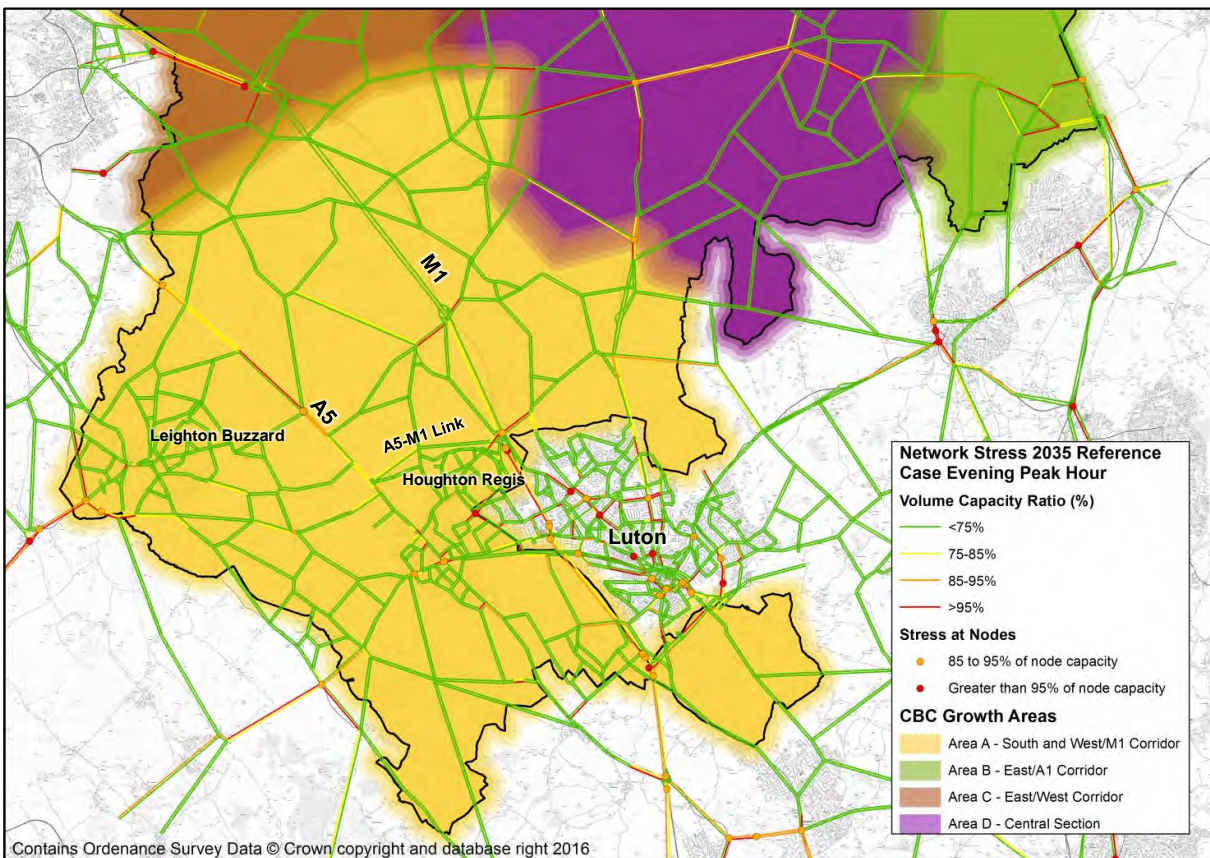 M1
A5
A5-M1 Link
Leighton Buzzard
Houghton Regis
Luton
Network Stress 2035 Reference
Case Evening Peak Hour
Volume Capacity Ratio (%)
<75%
75-85%
85-95%
>95%
Stress at Nodes
85 to 95% of node capacity
Greater than 95% of node capacity
CBC Growth Areas
Area A - South and West/M1 Corridor
Area B - East/A1 Corridor
Area C - East/West Corridor
Area D - Central Section
Contains Ordenance Survey Data © Crown copyright and database right 2016